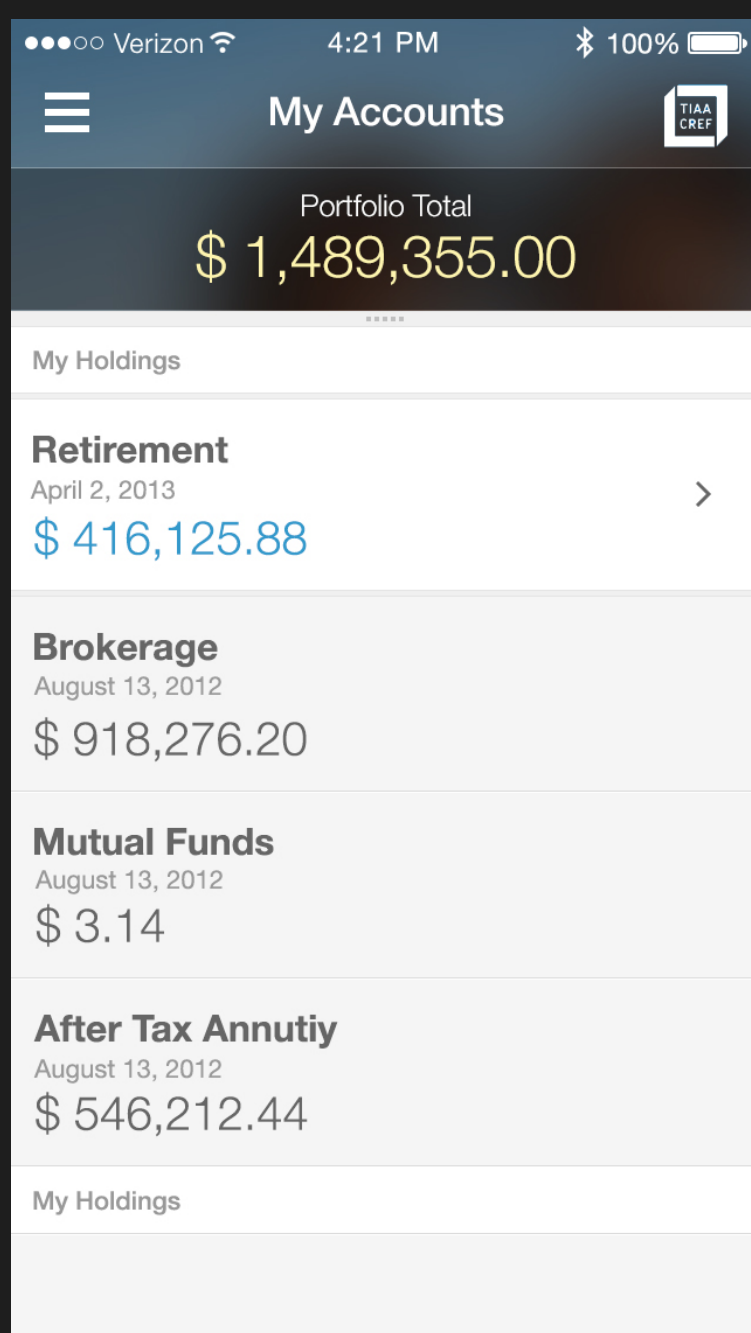 Verizon 4:21 PM 100%
My Accounts
TIAA
CREF
Portfolio Total
$ 1,489,355.00
My Holdings
Retirement
April 2, 2013
$ 416,125.88
Brokerage
August 13, 2012
$ 918,276.20
Mutual Funds
August 13, 2012
$ 3.14
After Tax Annutiy
August 13, 2012
$ 546,212.44
My Holdings